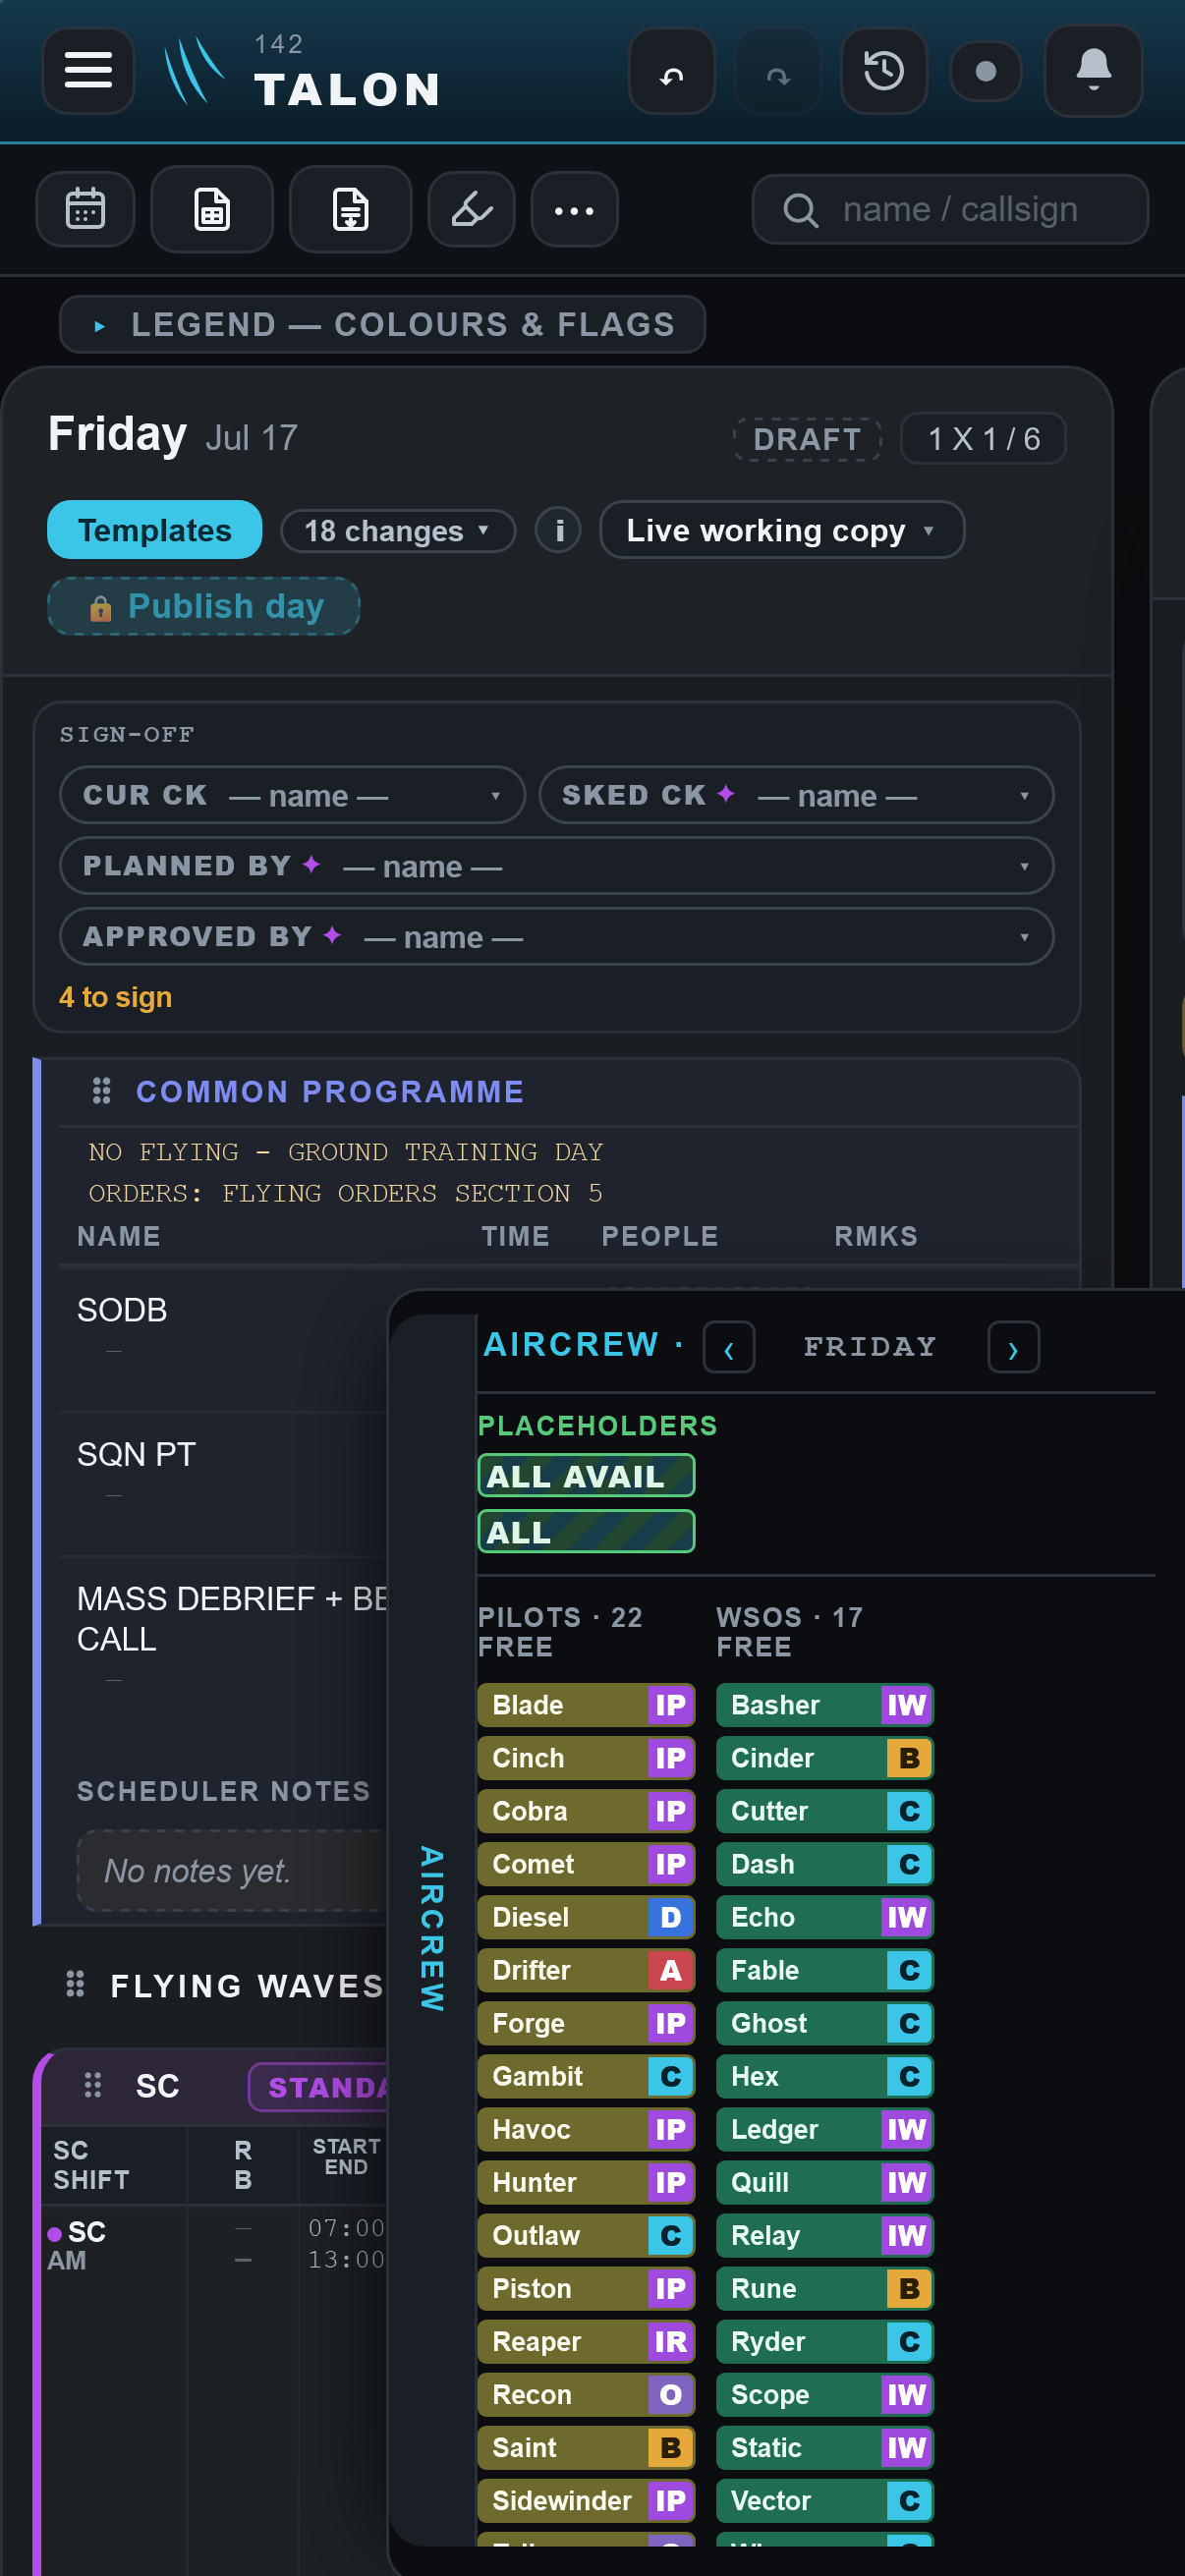 142
TALON
name / callsign
LEGEND — COLOURS & FLAGS
Friday Jul 17
DRAFT
1 X 1 / 6
Templates
18 changes
i
Live working copy
Publish day
SIGN-OFF
CUR CK — name —
SKED CK — name —
PLANNED BY — name —
APPROVED BY — name —
4 to sign
COMMON PROGRAMME
NO FLYING - GROUND TRAINING DAY
ORDERS: FLYING ORDERS SECTION 5
NAME TIME PEOPLE RMKS
SODB
—
SQN PT
—
MASS DEBRIEF + BE
CALL
—
SCHEDULER NOTES
No notes yet.
FLYING WAVES
SC STANDA
SC R START
SHIFT B END
SC — 07:00
AM — 13:00
AIRCREW
AIRCREW · ‹ FRIDAY ›
PLACEHOLDERS
ALL AVAIL
ALL
PILOTS · 22
FREE
WSOS · 17
FREE
Blade IP
Cinch IP
Cobra IP
Comet IP
Diesel D
Drifter A
Forge IP
Gambit C
Havoc IP
Hunter IP
Outlaw C
Piston IP
Reaper IR
Recon O
Saint B
Sidewinder IP
Basher IW
Cinder B
Cutter C
Dash C
Echo IW
Fable C
Ghost C
Hex C
Ledger IW
Quill IW
Relay IW
Rune B
Ryder C
Scope IW
Static IW
Vector C